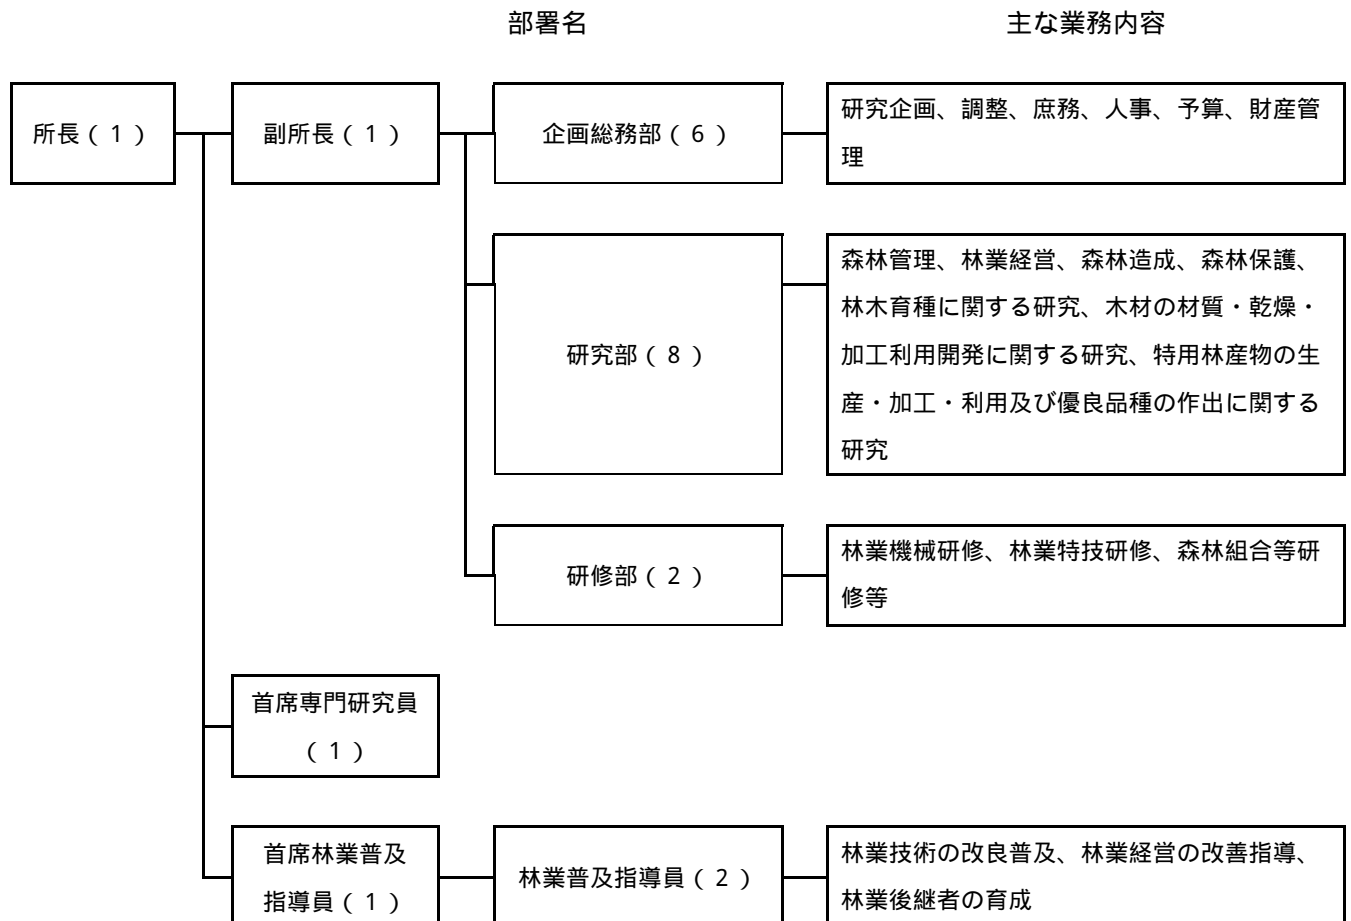 部署名
主な業務内容
所長（１）
副所長（１）
企画総務部（６）
研究企画、調整、庶務、人事、予算、財産管
理
研究部（８）
森林管理、林業経営、森林造成、森林保護、
林木育種に関する研究、木材の材質・乾燥・
加工利用開発に関する研究、特用林産物の生
産・加工・利用及び優良品種の作出に関する
研究
研修部（２）
林業機械研修、林業特技研修、森林組合等研
修等
首席専門研究員
（１）
首席林業普及
指導員（１）
林業普及指導員（２）
林業技術の改良普及、林業経営の改善指導、
林業後継者の育成